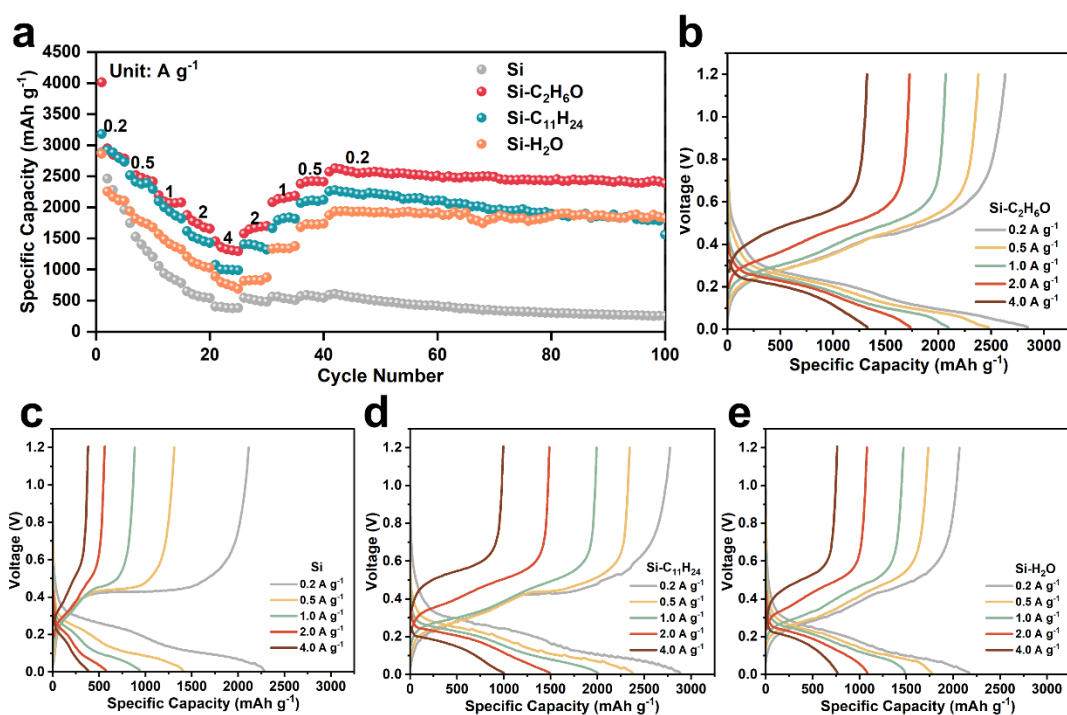 a
Specific Capacity (mAh g⁻¹)
4500
4000
3500
3000
2500
2000
1500
1000
500
0
Unit: A g⁻¹
Si
Si-C₂H₆O
Si-C₁₁H₂₄
Si-H₂O
0.2
0.5
1
2
4
2
1
0.5
0.2
0 20 40 60 80 100
Cycle Number
b
Voltage (V)
1.2
1.0
0.8
0.6
0.4
0.2
0.0
Si-C₂H₆O
0.2 A g⁻¹
0.5 A g⁻¹
1.0 A g⁻¹
2.0 A g⁻¹
4.0 A g⁻¹
0 500 1000 1500 2000 2500 3000
Specific Capacity (mAh g⁻¹)
c
Voltage (V)
1.2
1.0
0.8
0.6
0.4
0.2
0.0
Si
0.2 A g⁻¹
0.5 A g⁻¹
1.0 A g⁻¹
2.0 A g⁻¹
4.0 A g⁻¹
0 500 1000 1500 2000 2500 3000
Specific Capacity (mAh g⁻¹)
d
Voltage (V)
1.2
1.0
0.8
0.6
0.4
0.2
0.0
Si-C₁₁H₂₄
0.2 A g⁻¹
0.5 A g⁻¹
1.0 A g⁻¹
2.0 A g⁻¹
4.0 A g⁻¹
0 500 1000 1500 2000 2500 3000
Specific Capacity (mAh g⁻¹)
e
Voltage (V)
1.2
1.0
0.8
0.6
0.4
0.2
0.0
Si-H₂O
0.2 A g⁻¹
0.5 A g⁻¹
1.0 A g⁻¹
2.0 A g⁻¹
4.0 A g⁻¹
0 500 1000 1500 2000 2500 3000
Specific Capacity (mAh g⁻¹)